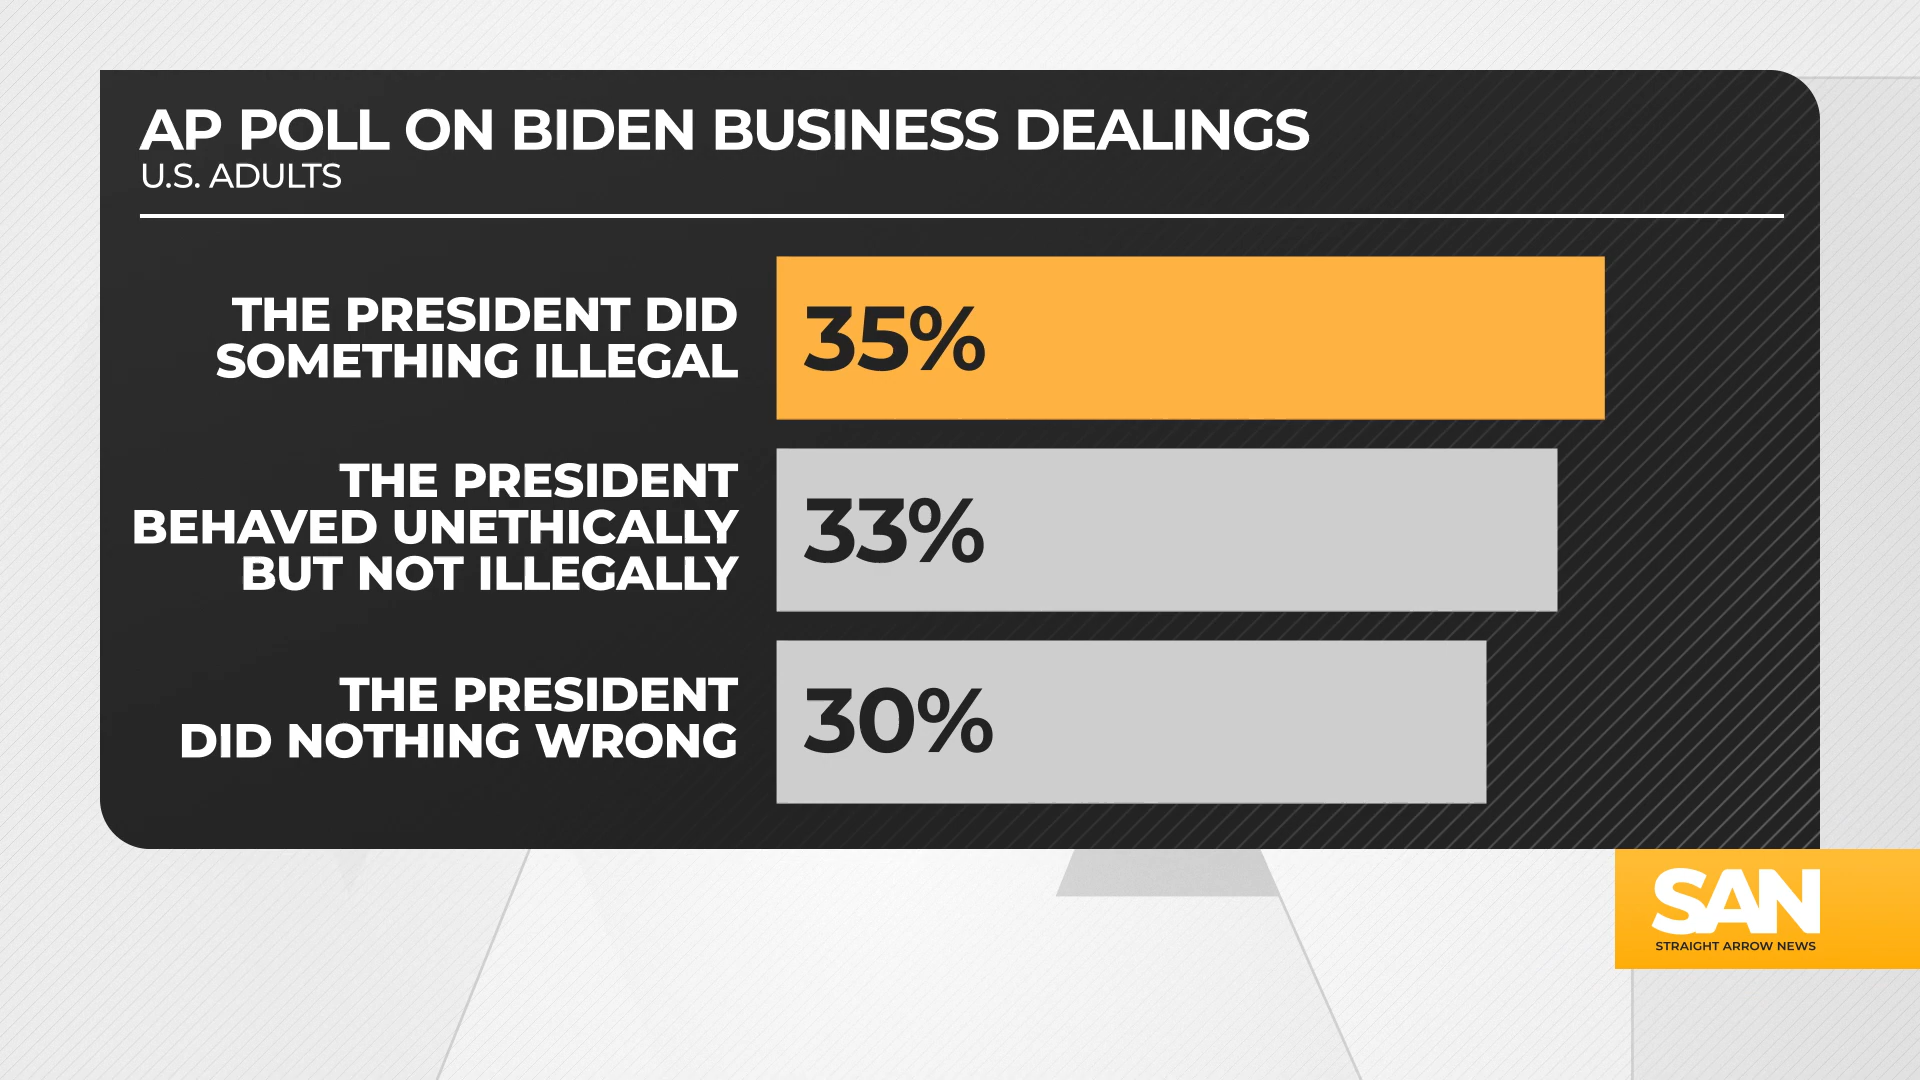 AP POLL ON BIDEN BUSINESS DEALINGS
U.S. ADULTS
THE PRESIDENT DID
SOMETHING ILLEGAL
35%
THE PRESIDENT
BEHAVED UNETHICALLY
BUT NOT ILLEGALLY
33%
THE PRESIDENT
DID NOTHING WRONG
30%
SAN
STRAIGHT ARROW NEWS